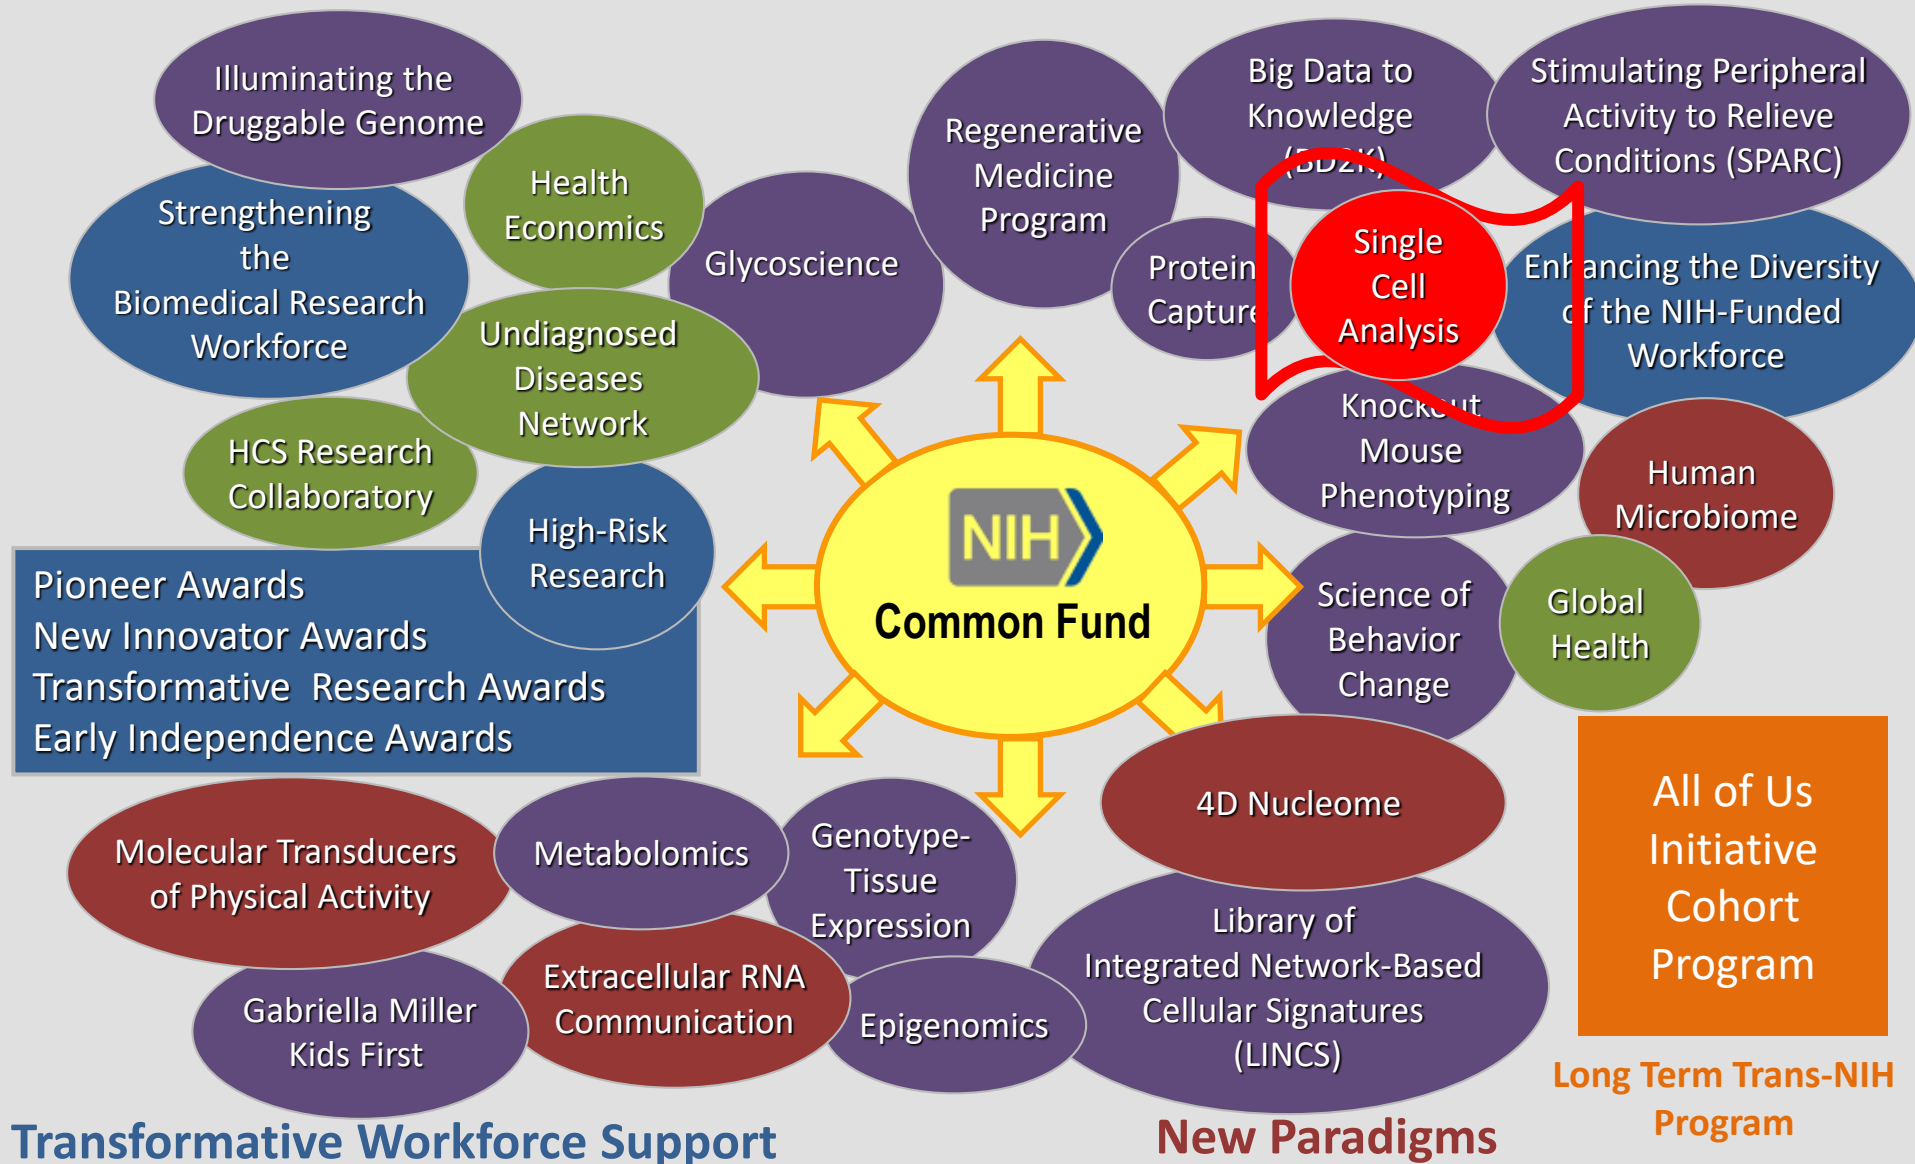 Illuminating the
Druggable Genome
Health
Economics
Strengthening
the
Biomedical Research
Workforce
Glycoscience
Undiagnosed
Diseases
Network
HCS Research
Collaboratory
High-Risk
Research
Pioneer Awards
New Innovator Awards
Transformative Research Awards
Early Independence Awards
Regenerative
Medicine
Program
Big Data to
Knowledge
(BD2K)
Stimulating Peripheral
Activity to Relieve
Conditions (SPARC)
Protein
Capture
Single
Cell
Analysis
Enhancing the Diversity
of the NIH-Funded
Workforce
Knockout
Mouse
Phenotyping
Human
Microbiome
NIH
Common Fund
Science of
Behavior
Change
Global
Health
4D Nucleome
All of Us
Initiative
Cohort
Program
Long Term Trans-NIH
Program
Molecular Transducers
of Physical Activity
Metabolomics
Genotype-
Tissue
Expression
Library of
Integrated Network-Based
Cellular Signatures
(LINCS)
Gabriella Miller
Kids First
Extracellular RNA
Communication
Epigenomics
Transformative Workforce Support
New Paradigms